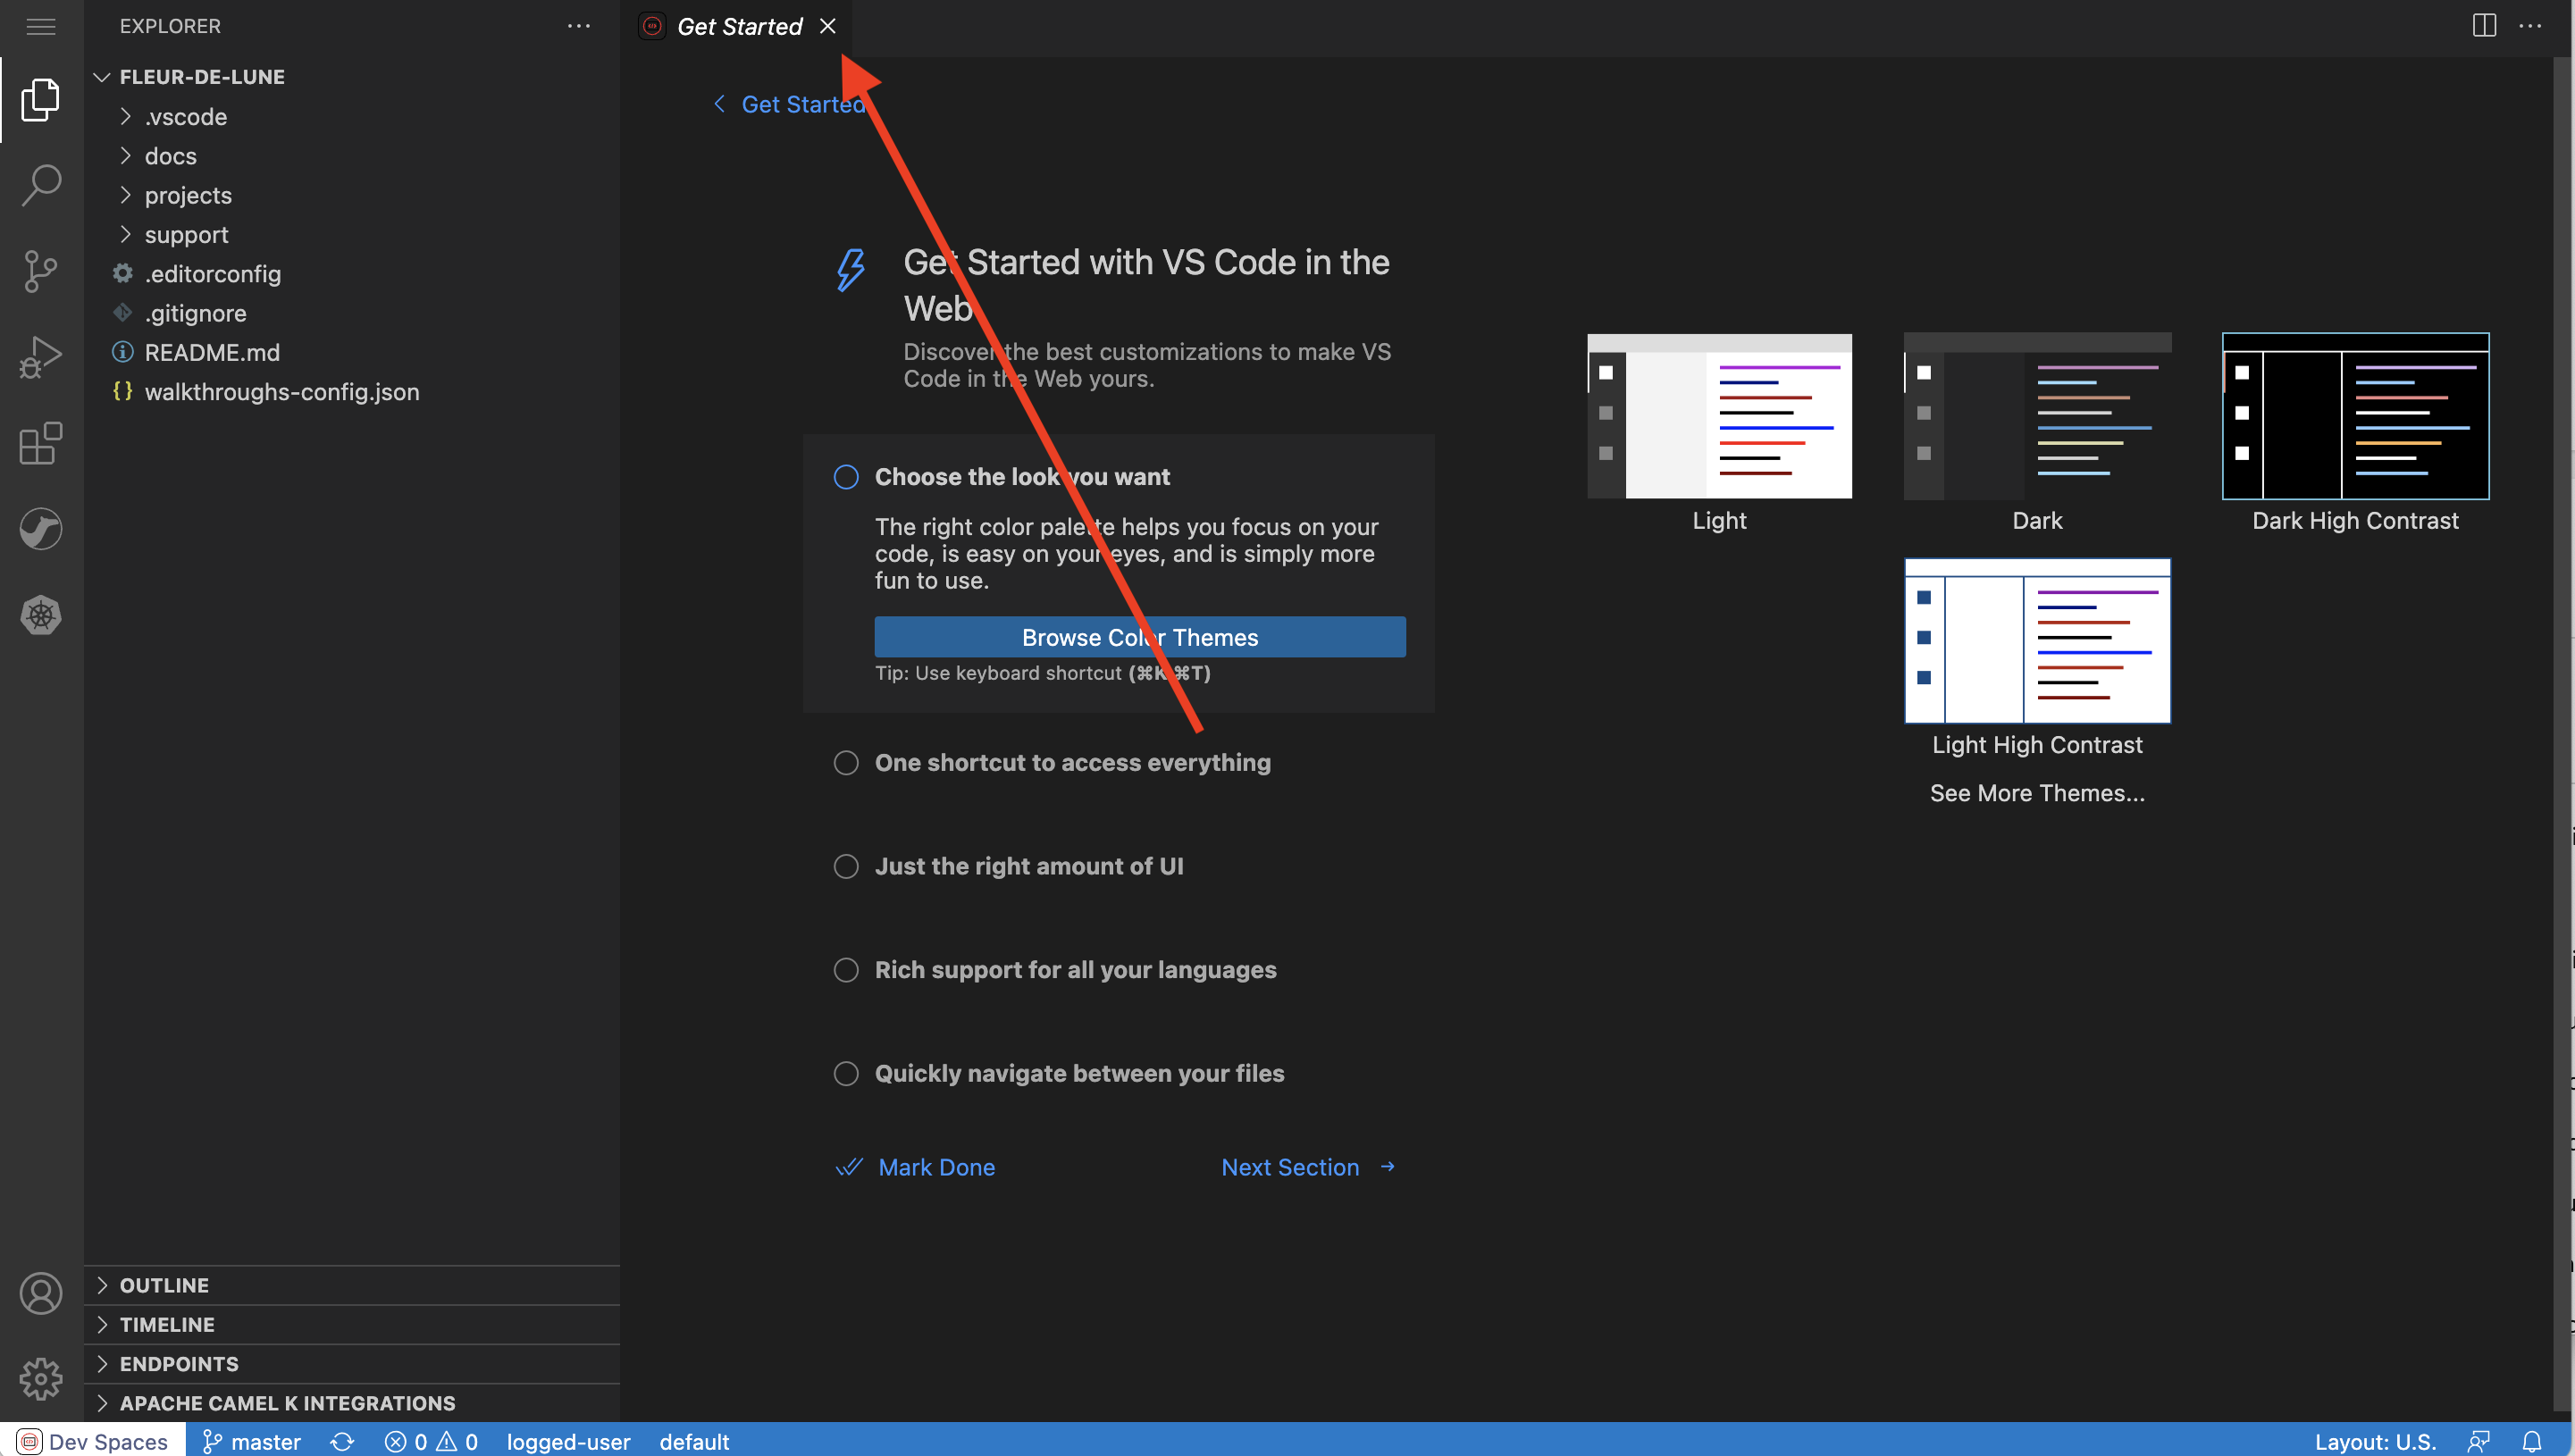 EXPLORER
FLEUR-DE-LUNE
.vscode
docs
projects
support
.editorconfig
.gitignore
README.md
walkthroughs-config.json
OUTLINE
TIMELINE
ENDPOINTS
APACHE CAMEL K INTEGRATIONS
Get Started
Get Started
Get Started with VS Code in the
Web
Discover the best customizations to make VS
Code in the Web yours.
Choose the look you want
The right color palette helps you focus on your
code, is easy on your eyes, and is simply more
fun to use.
Browse Color Themes
Tip: Use keyboard shortcut (⌘K ⌘T)
One shortcut to access everything
Just the right amount of UI
Rich support for all your languages
Quickly navigate between your files
Mark Done
Next Section
Light
Dark
Dark High Contrast
Light High Contrast
See More Themes...
Dev Spaces
master
0
0
logged-user
default
Layout: U.S.